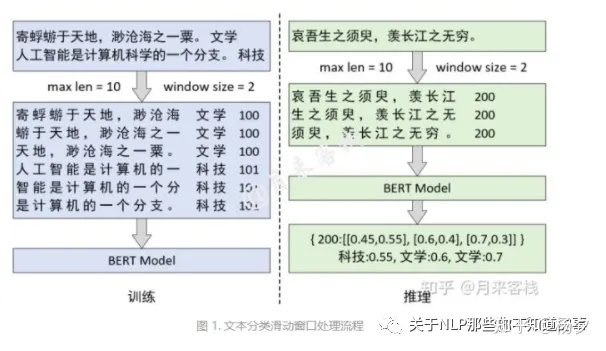 寄蜉蝣于天地，渺沧海之一粟。 文学
人工智能是计算机科学的一个分支。 科技
max len = 10 window size = 2
寄蜉蝣于天地，渺沧海 文学 100
蝣于天地，渺沧海之一 文学 100
天地，渺沧海之一粟。 文学 100
人工智能是计算机的一 科技 101
智能是计算机的一个分 科技 101
是计算机的一个分支。 科技 101
BERT Model
训练
哀吾生之须臾，羡长江之无穷。
max len = 10 window size = 2
哀吾生之须臾，羡长江 200
生之须臾，羡长江之无 200
须臾，羡长江之无穷。 200
BERT Model
{ 200:[[0.45,0.55], [0.6,0.4], [0.7,0.3]] }
科技:0.55, 文学:0.6, 文学:0.7
推理
知乎 @月来客栈
图 1. 文本分类滑动窗口处理流程
关于NLP那些你不知道的事